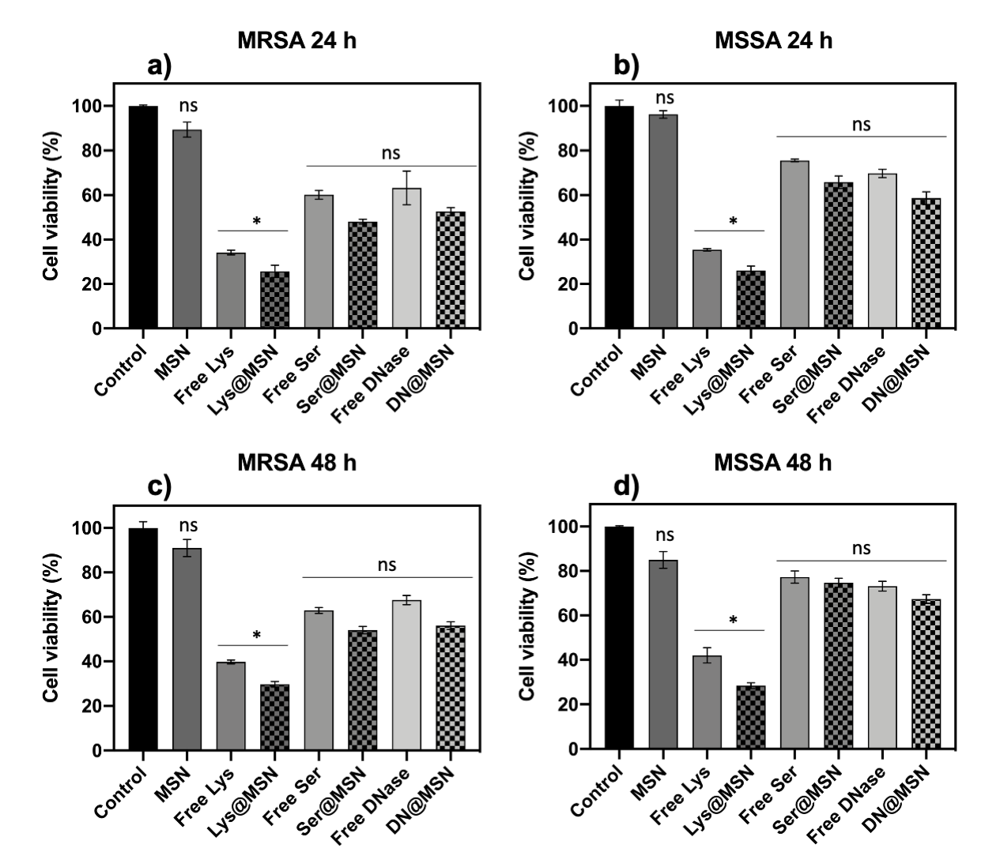 MRSA 24 h
a)
Cell viability (%)
100
80
60
40
20
0
ns
*
ns
Control
MSN
Free Lys
Lys@MSN
Free Ser
Ser@MSN
Free DNase
DN@MSN
MSSA 24 h
b)
Cell viability (%)
100
80
60
40
20
0
ns
*
ns
Control
MSN
Free Lys
Lys@MSN
Free Ser
Ser@MSN
Free DNase
DN@MSN
MRSA 48 h
c)
Cell viability (%)
100
80
60
40
20
0
ns
*
ns
Control
MSN
Free Lys
Lys@MSN
Free Ser
Ser@MSN
Free DNase
DN@MSN
MSSA 48 h
d)
Cell viability (%)
100
80
60
40
20
0
ns
*
ns
Control
MSN
Free Lys
Lys@MSN
Free Ser
Ser@MSN
Free DNase
DN@MSN